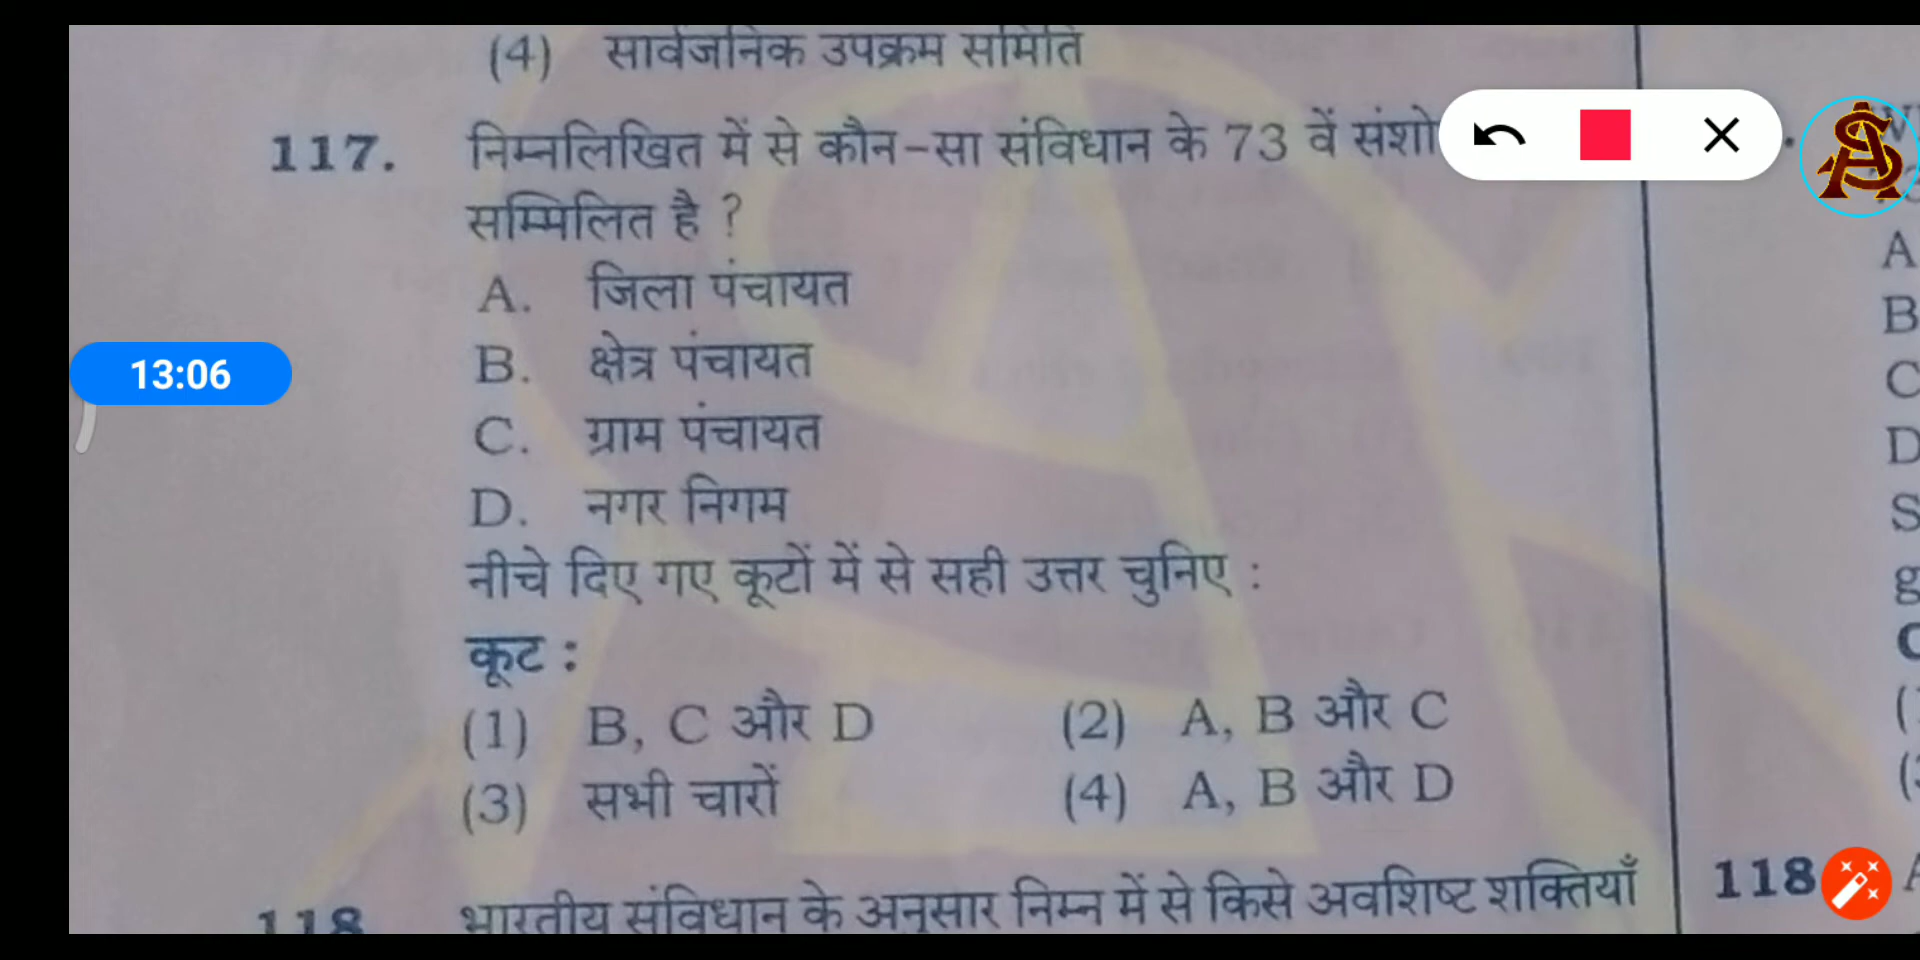 (4) सार्वजनिक उपक्रम समिति
117. निम्नलिखित में से कौन-सा संविधान के 73 वें संशो
सम्मिलित है ?
A. जिला पंचायत
B. क्षेत्र पंचायत
13:06
C. ग्राम पंचायत
D. नगर निगम
नीचे दिए गए कूटों में से सही उत्तर चुनिए :
कूट :
(1) B, C और D (2) A, B और C
(3) सभी चारों (4) A, B और D
118 भारतीय संविधान के अनुसार निम्न में से किसे अवशिष्ट शक्तियाँ
A
B
C
D
S
g
C
118